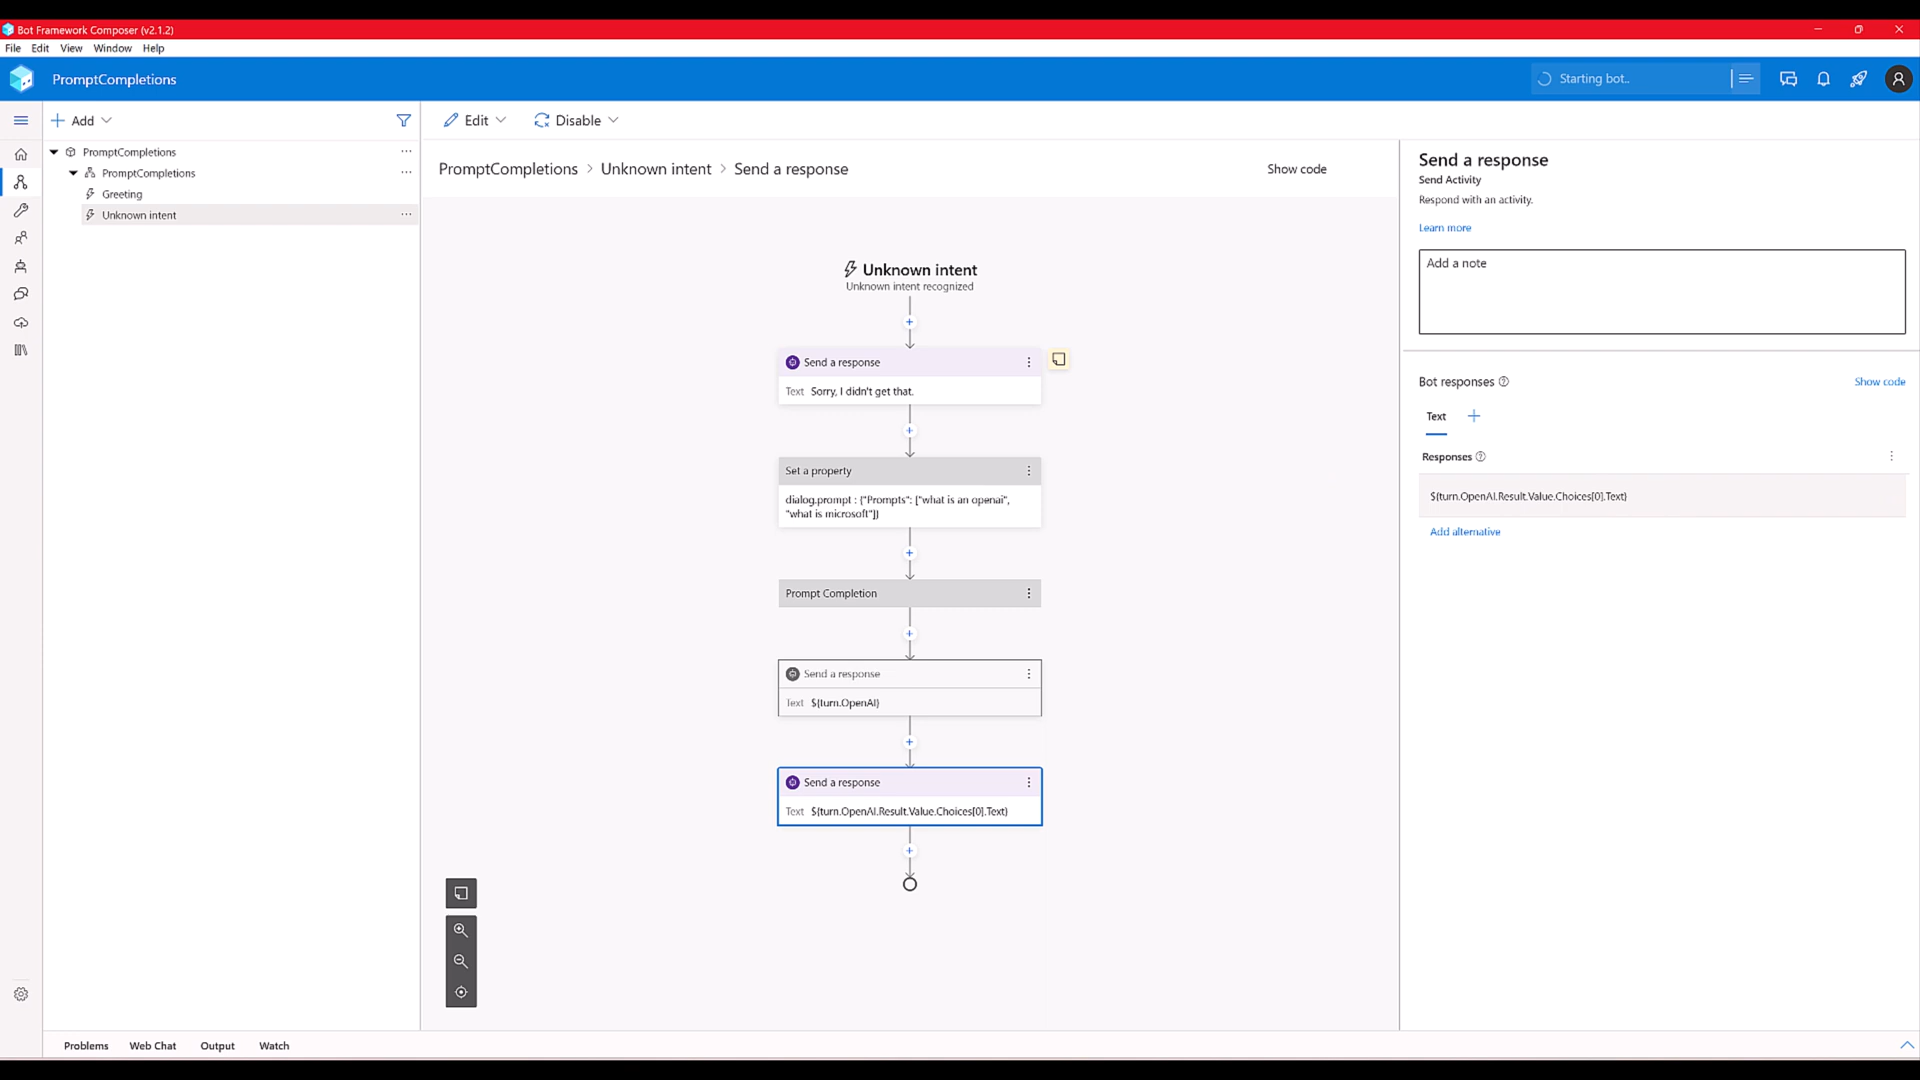 Bot Framework Composer (v2.1.2)
File Edit View Window Help
PromptCompletions
Starting bot..
Add
Edit
Disable
PromptCompletions
PromptCompletions
Greeting
Unknown intent
PromptCompletions > Unknown intent > Send a response
Show code
Unknown intent
Unknown intent recognized
Send a response
Text Sorry, I didn't get that.
Set a property
dialog.prompt : {"Prompts": ["what is an openai",
"what is microsoft"]}
Prompt Completion
Send a response
Text ${turn.OpenAI}
Send a response
Text ${turn.OpenAI.Result.Value.Choices[0].Text}
Send a response
Send Activity
Respond with an activity.
Learn more
Add a note
Bot responses
Show code
Text
Responses
${turn.OpenAI.Result.Value.Choices[0].Text}
Add alternative
Problems Web Chat Output Watch